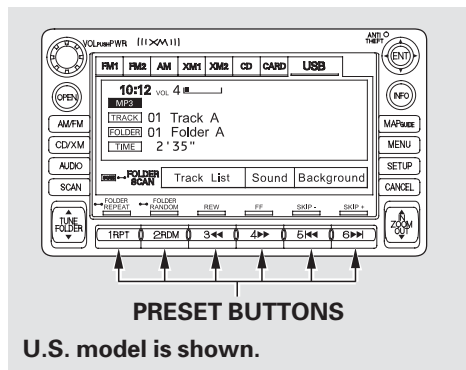 VOL PUSH PWR ((( XM )))
ANTI THEFT
ENT
FM1 FM2 AM XM1 XM2 CD CARD USB
OPEN
10:12 VOL 4
INFO
MP3
TRACK 01 Track A
AM/FM
MAP GUIDE
FOLDER 01 Folder A
CD/XM
MENU
TIME 2'35"
AUDIO
SETUP
FOLDER SCAN Track List Sound Background
SCAN
CANCEL
FOLDER REPEAT FOLDER RANDOM REW FF SKIP - SKIP +
TUNE FOLDER
IN ZOOM OUT
1RPT 2RDM 3◀◀ 4▶▶ 5|◀◀ 6▶▶|
PRESET BUTTONS
U.S. model is shown.